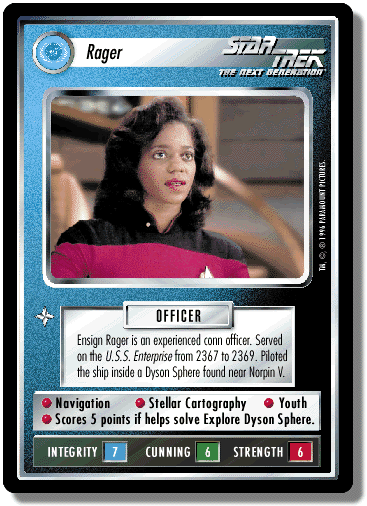 Rager
STAR TREK
THE NEXT GENERATION
TM, ©, ® 1996 PARAMOUNT PICTURES.
OFFICER
Ensign Rager is an experienced conn officer. Served
on the U.S.S. Enterprise from 2367 to 2369. Piloted
the ship inside a Dyson Sphere found near Norpin V.
Navigation Stellar Cartography Youth
Scores 5 points if helps solve Explore Dyson Sphere.
INTEGRITY 7 CUNNING 6 STRENGTH 6